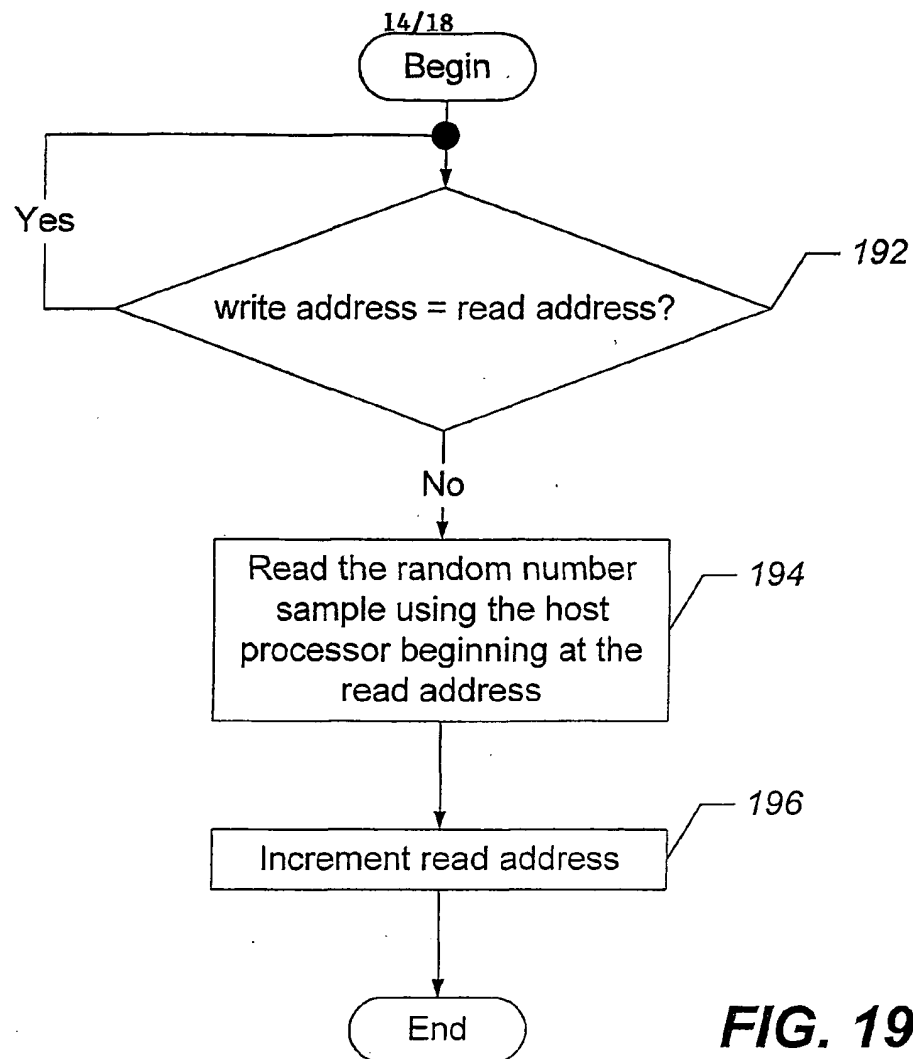 14/18
Begin
Yes
write address = read address?
192
No
Read the random number
sample using the host
processor beginning at the
read address
194
196
Increment read address
End
FIG. 19